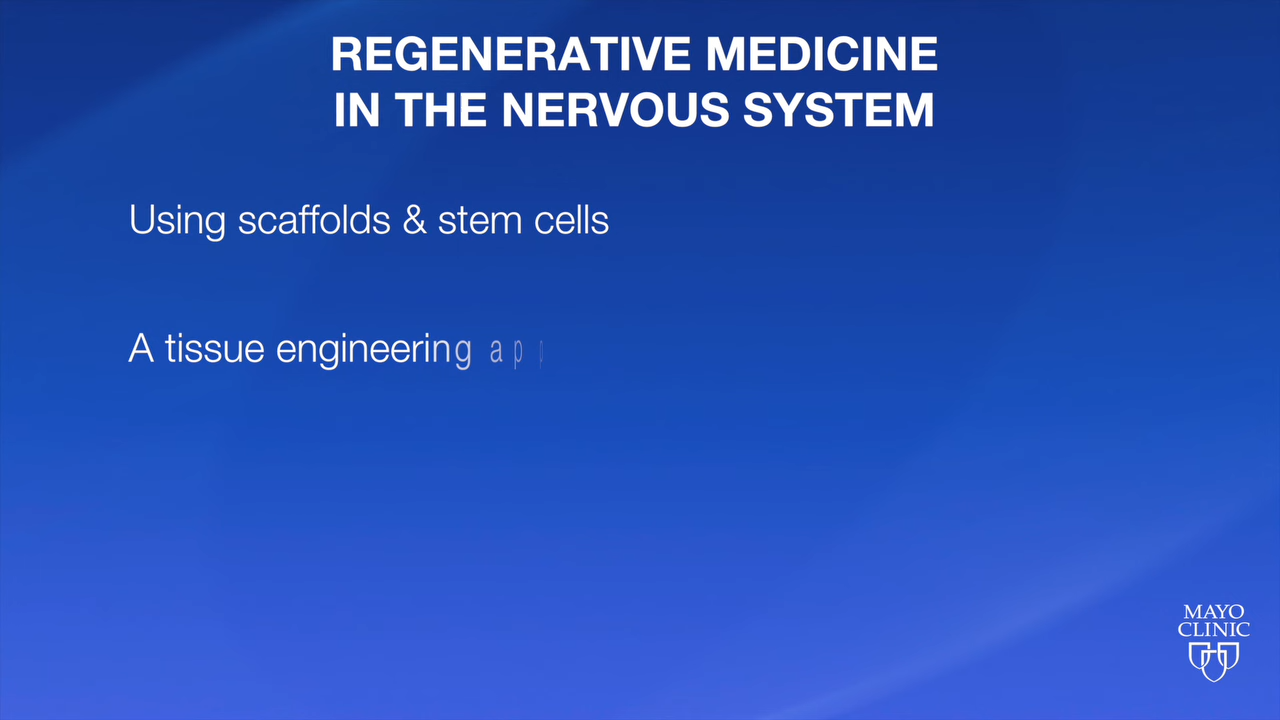 REGENERATIVE MEDICINE
IN THE NERVOUS SYSTEM
Using scaffolds & stem cells
A tissue engineering
MAYO
CLINIC